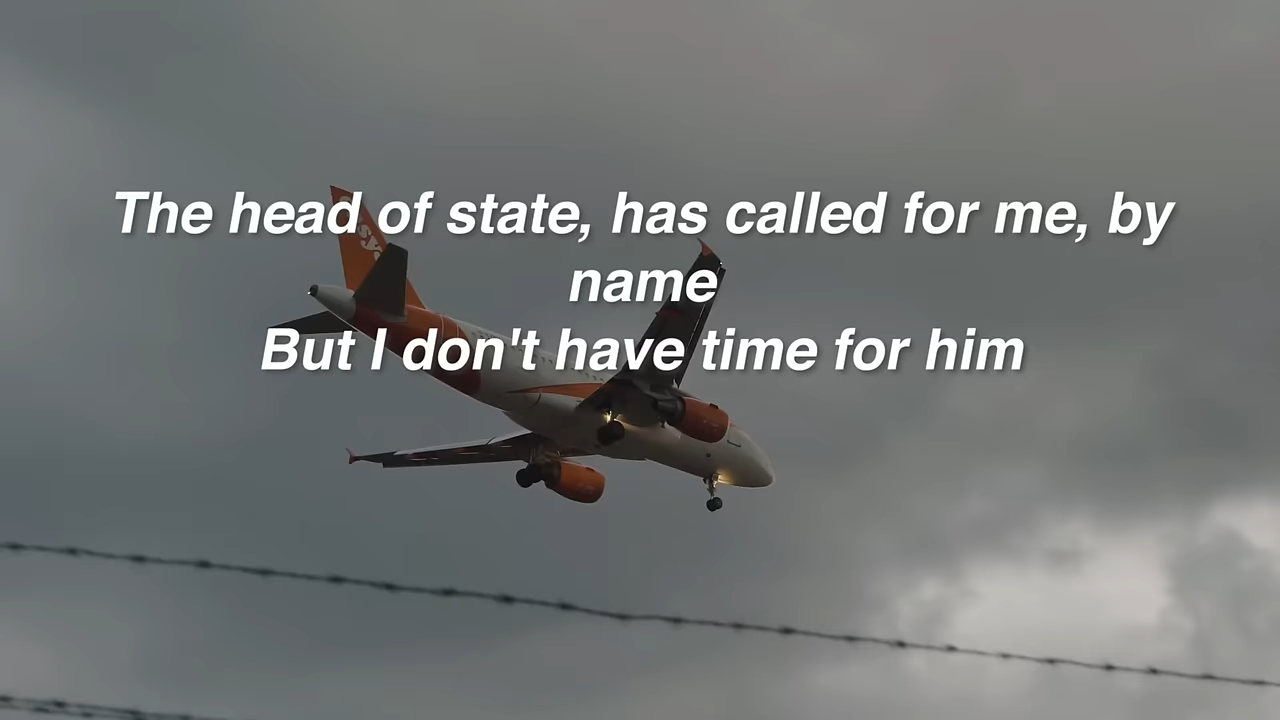 The head of state, has called for me, by
name
But I don't have time for him